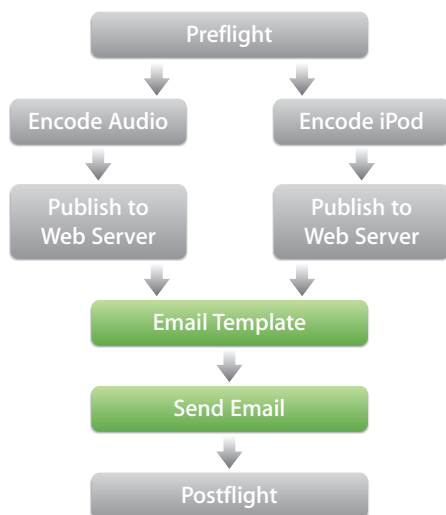 Preflight
Encode Audio
Encode iPod
Publish to
Web Server
Publish to
Web Server
Email Template
Send Email
Postflight